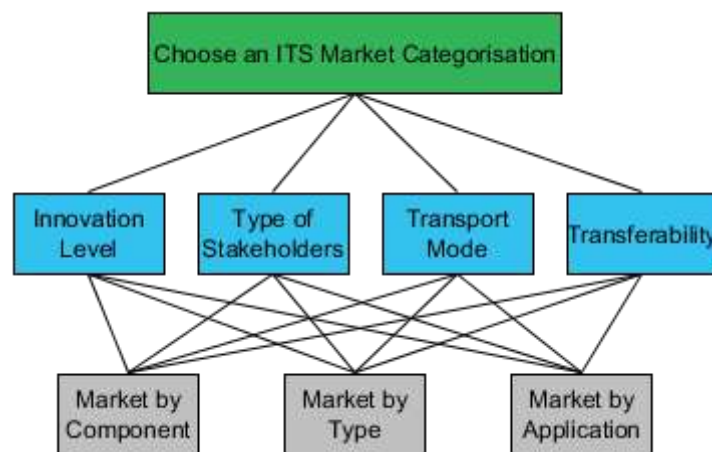 Choose an ITS Market Categorisation
Innovation
Level
Type of
Stakeholders
Transport
Mode
Transferability
Market by
Component
Market by
Type
Market by
Application